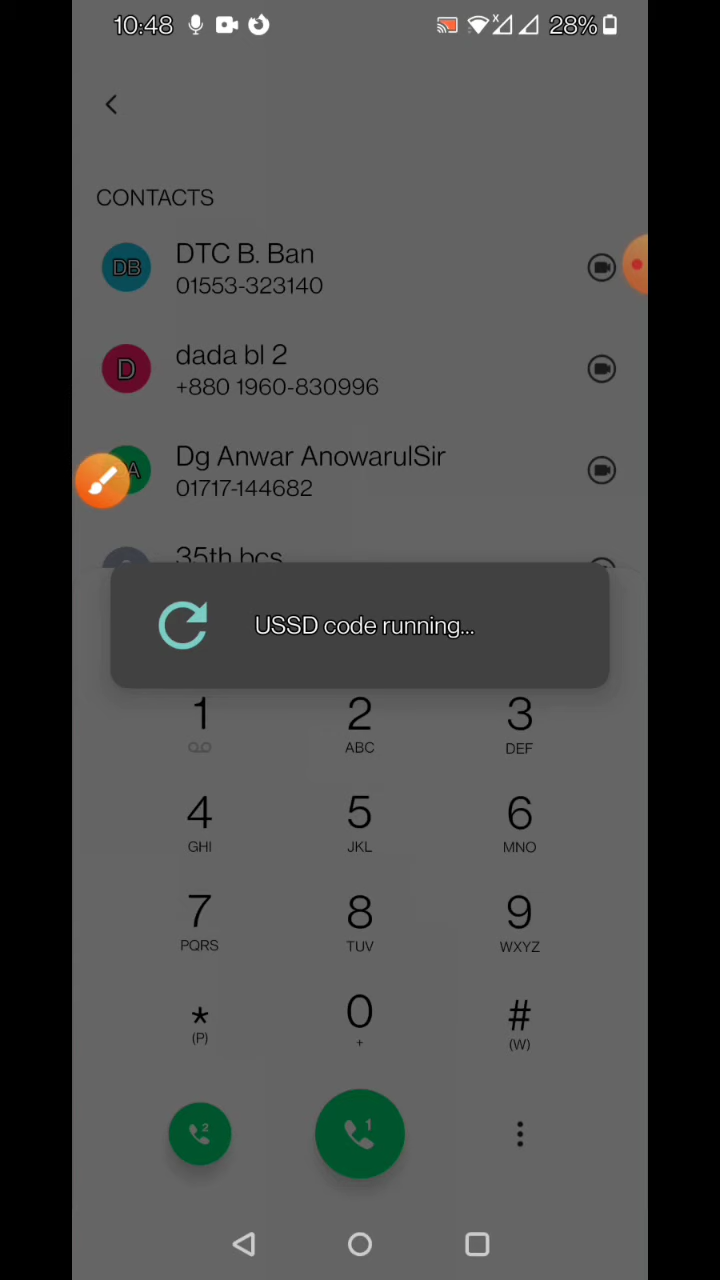 10:48
28%
CONTACTS
DB
DTC B. Ban
01553-323140
D
dada bl 2
+880 1960-830996
A
Dg Anwar AnowarulSir
01717-144682
35th bcs
USSD code running...
1 2 3
ABC DEF
4 5 6
GHI JKL MNO
7 8 9
PQRS TUV WXYZ
* 0 #
(P) + (W)
2 1